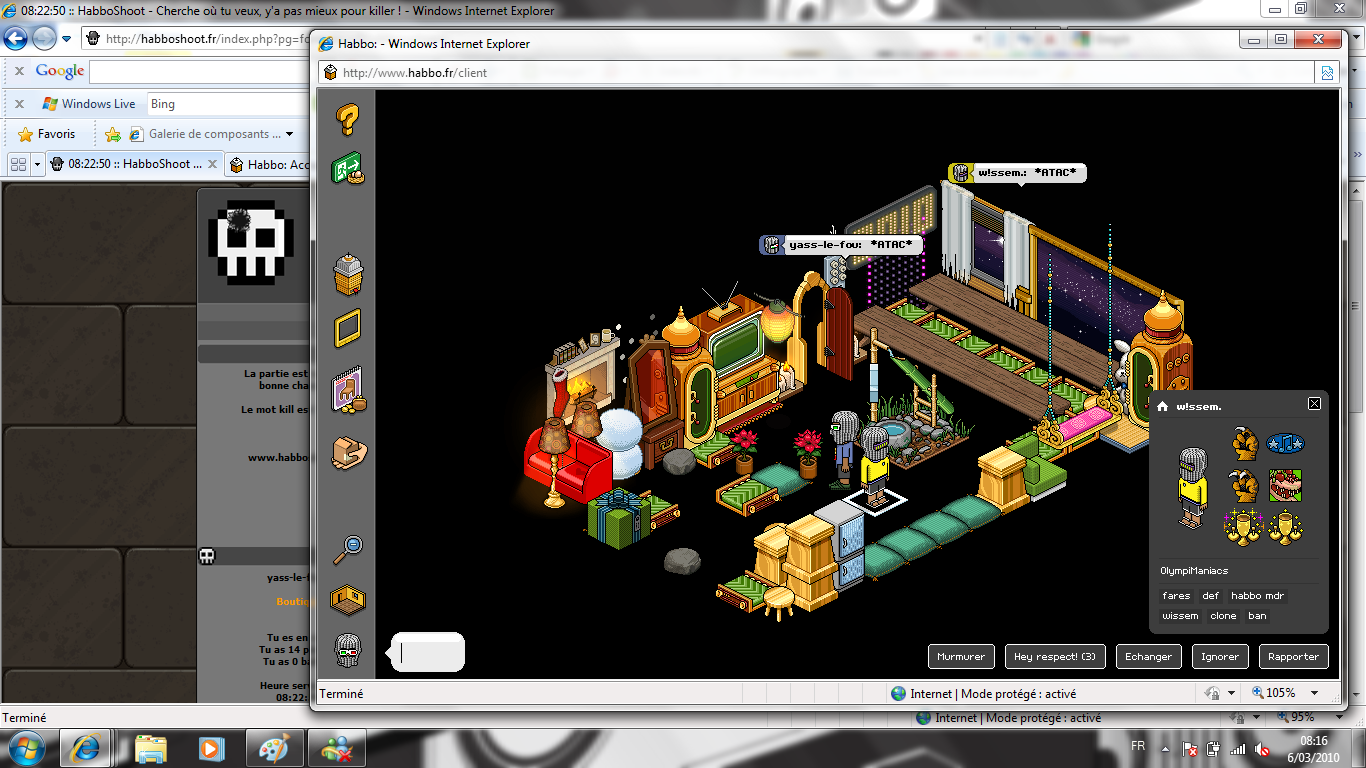 08:22:50 :: HabboShoot - Cherche où tu veux, y'a pas mieux pour killer ! - Windows Internet Explorer
http://habboshoot.fr/index.php?pg=fo
Google
Windows Live
Bing
Favoris
Galerie de composants ...
08:22:50 :: HabboShoot ...
Habbo: Acc
La partie est
bonne cha
Le mot kill es
www.habbo
yass-le-f
Boutiq
Tu es en
Tu as 14 p
Tu as 0 b
Heure serv
08:22:
Habbo: - Windows Internet Explorer
http://www.habbo.fr/client
w!ssem.: *ATAC*
yass-le-fou: *ATAC*
w!ssem.
OlympiManiacs
fares def habbo mdr
wissem clone ban
Murmurer
Hey respect! (3)
Echanger
Ignorer
Rapporter
Terminé
Internet | Mode protégé : activé
105%
Terminé
Internet | Mode protégé : activé
95%
FR
08:16
6/03/2010